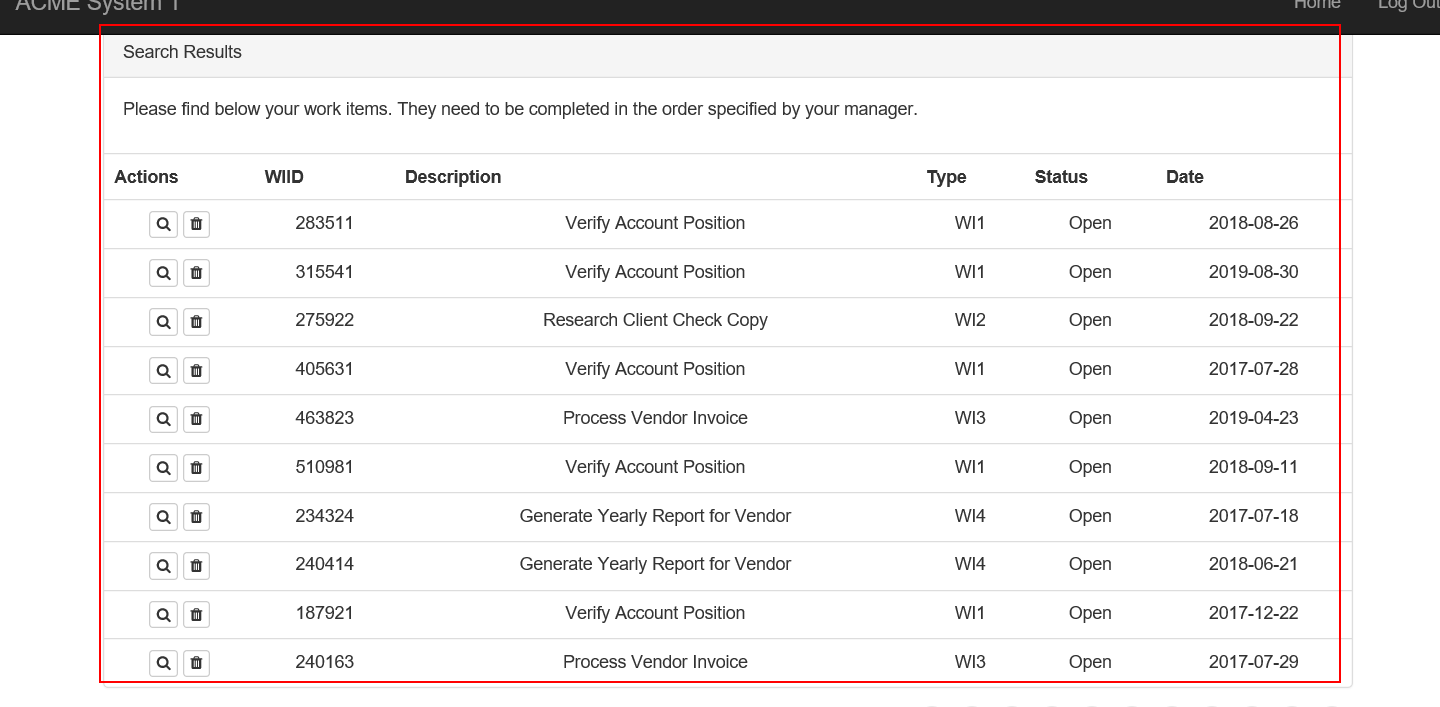 ACME System 1 Home Log Out
Search Results
Please find below your work items. They need to be completed in the order specified by your manager.
Actions WIID Description Type Status Date
283511 Verify Account Position WI1 Open 2018-08-26
315541 Verify Account Position WI1 Open 2019-08-30
275922 Research Client Check Copy WI2 Open 2018-09-22
405631 Verify Account Position WI1 Open 2017-07-28
463823 Process Vendor Invoice WI3 Open 2019-04-23
510981 Verify Account Position WI1 Open 2018-09-11
234324 Generate Yearly Report for Vendor WI4 Open 2017-07-18
240414 Generate Yearly Report for Vendor WI4 Open 2018-06-21
187921 Verify Account Position WI1 Open 2017-12-22
240163 Process Vendor Invoice WI3 Open 2017-07-29